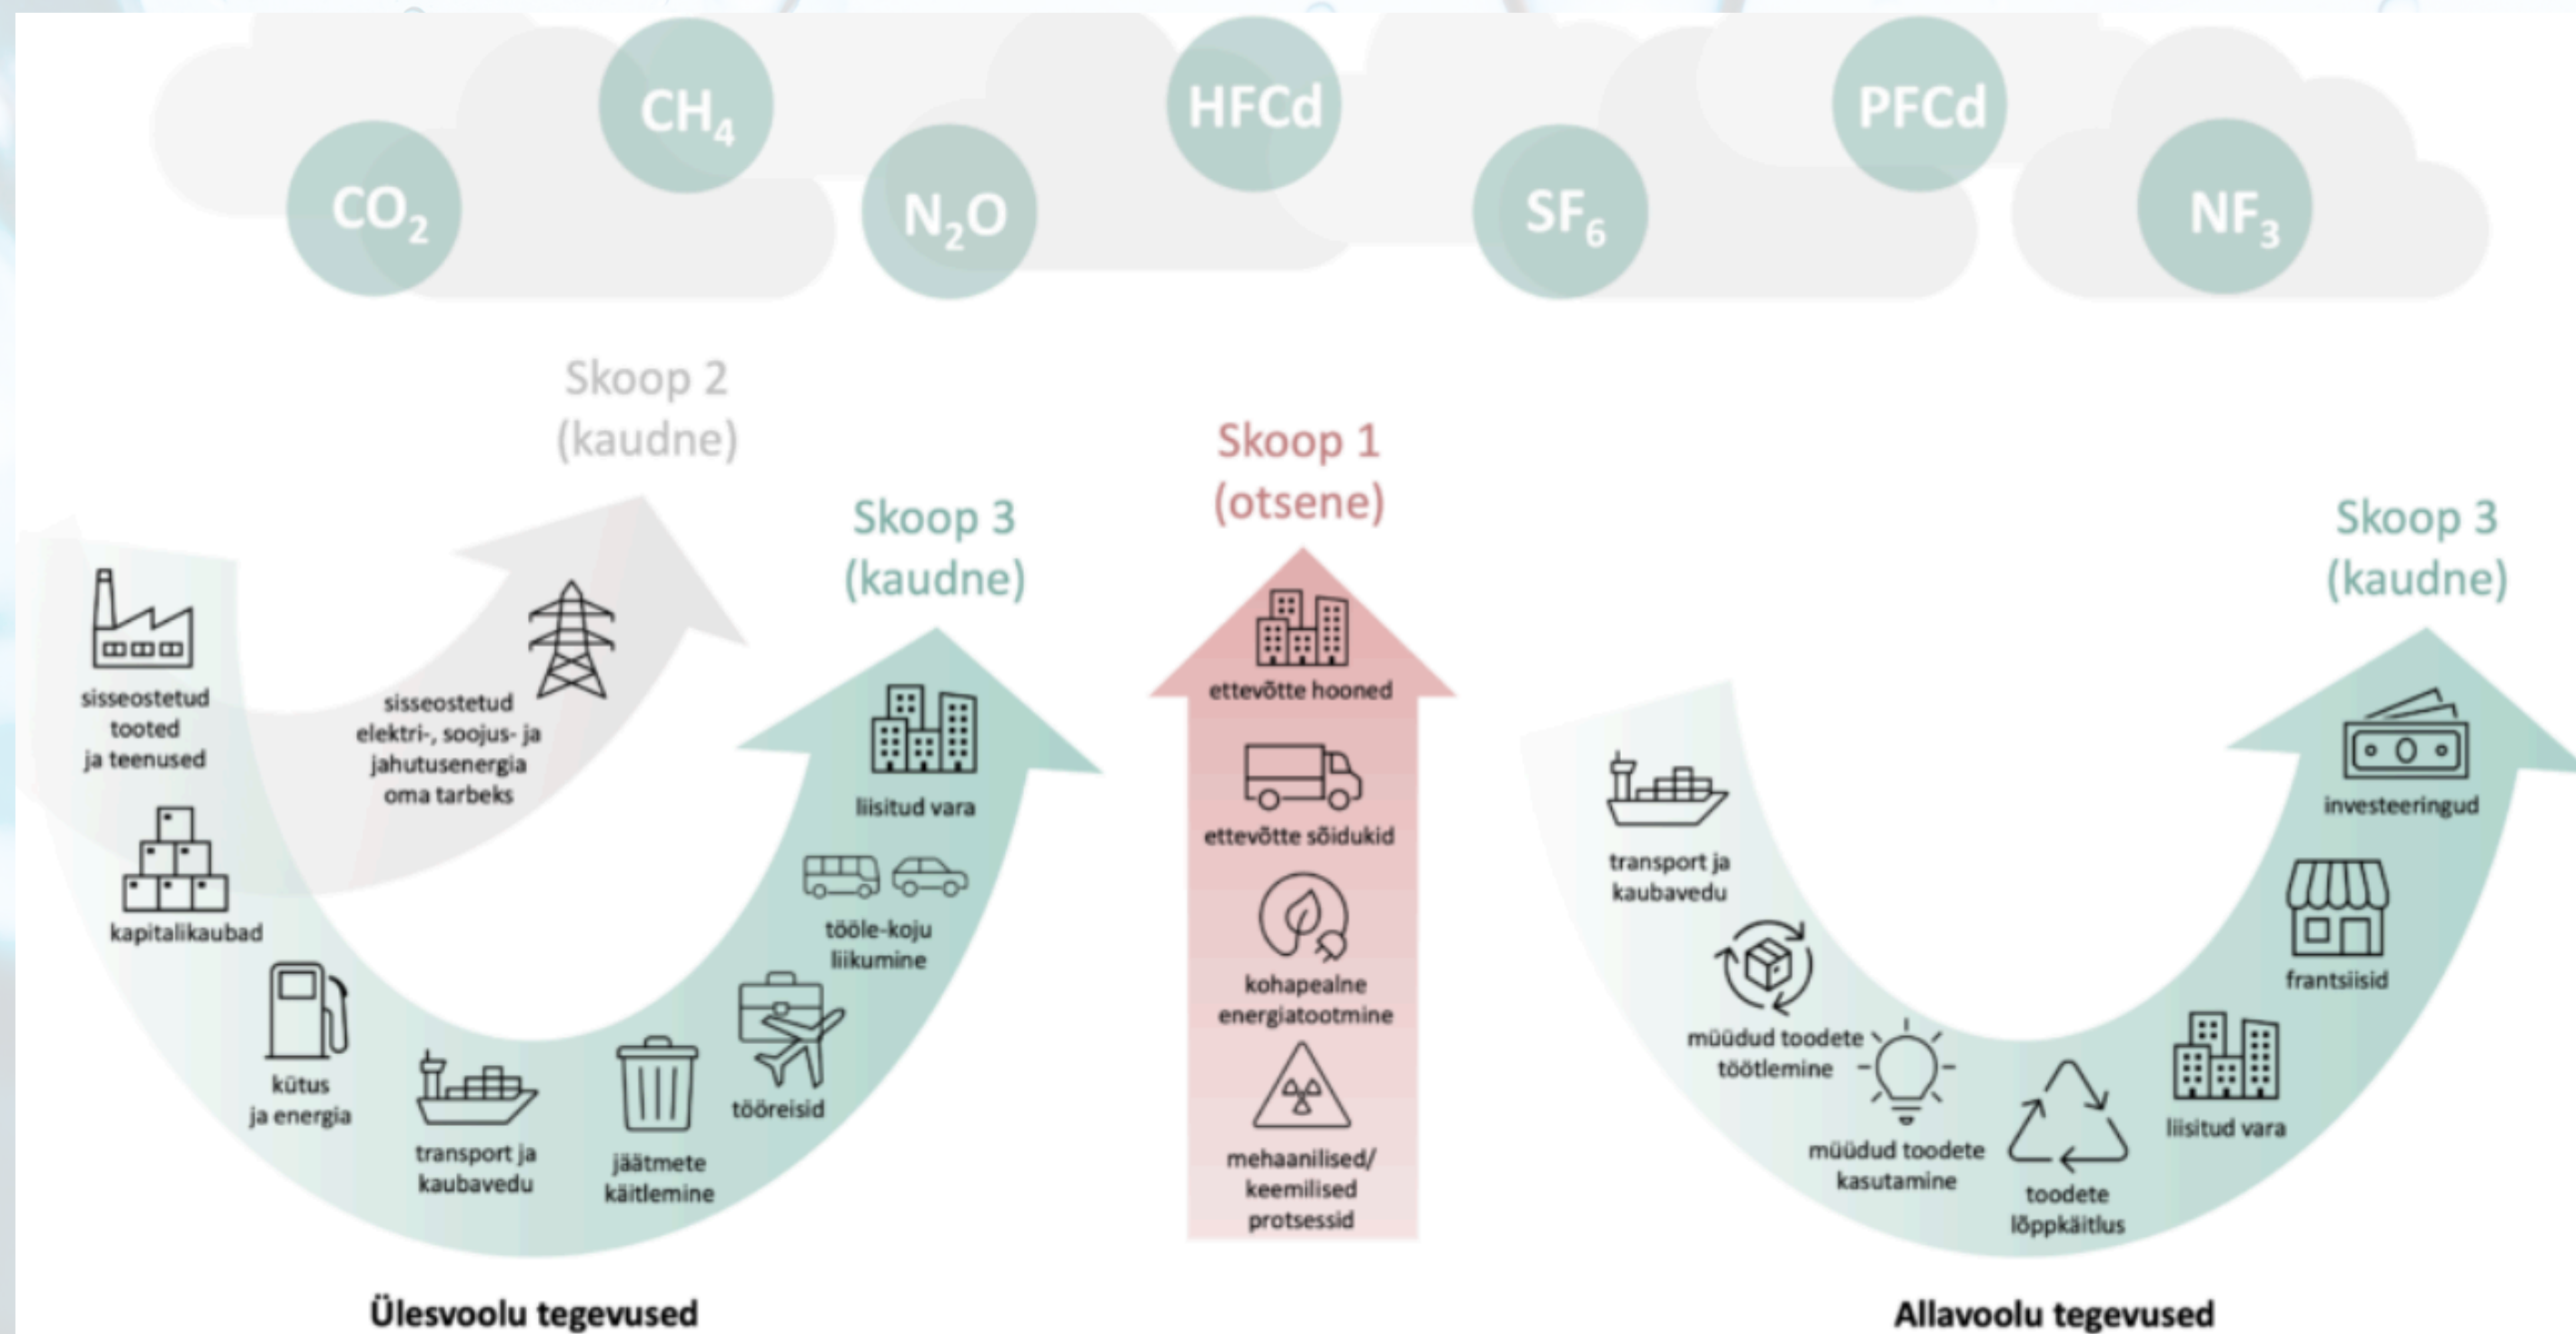 CO₂
CH₄
N₂O
HFCd
SF₆
PFCd
NF₃
Skoop 2
(kaudne)
sisseostetud
elektri-, soojus- ja
jahutusenergia
oma tarbeks
Skoop 3
(kaudne)
sisseostetud
tooted
ja teenused
kapitalikaubad
kütus
ja energia
transport ja
kaubavedu
jäätmete
käitlemine
tööreisid
tööle-koju
liikumine
liisitud vara
Ülesvoolu tegevused
Skoop 1
(otsene)
ettevõtte hooned
ettevõtte sõidukid
kohapealne
energiatootmine
mehaanilised/
keemilised
protsessid
Skoop 3
(kaudne)
transport ja
kaubavedu
müüdud toodete
töötlemine
müüdud toodete
kasutamine
toodete
lõppkäitlus
liisitud vara
frantsiisid
investeeringud
Allavoolu tegevused